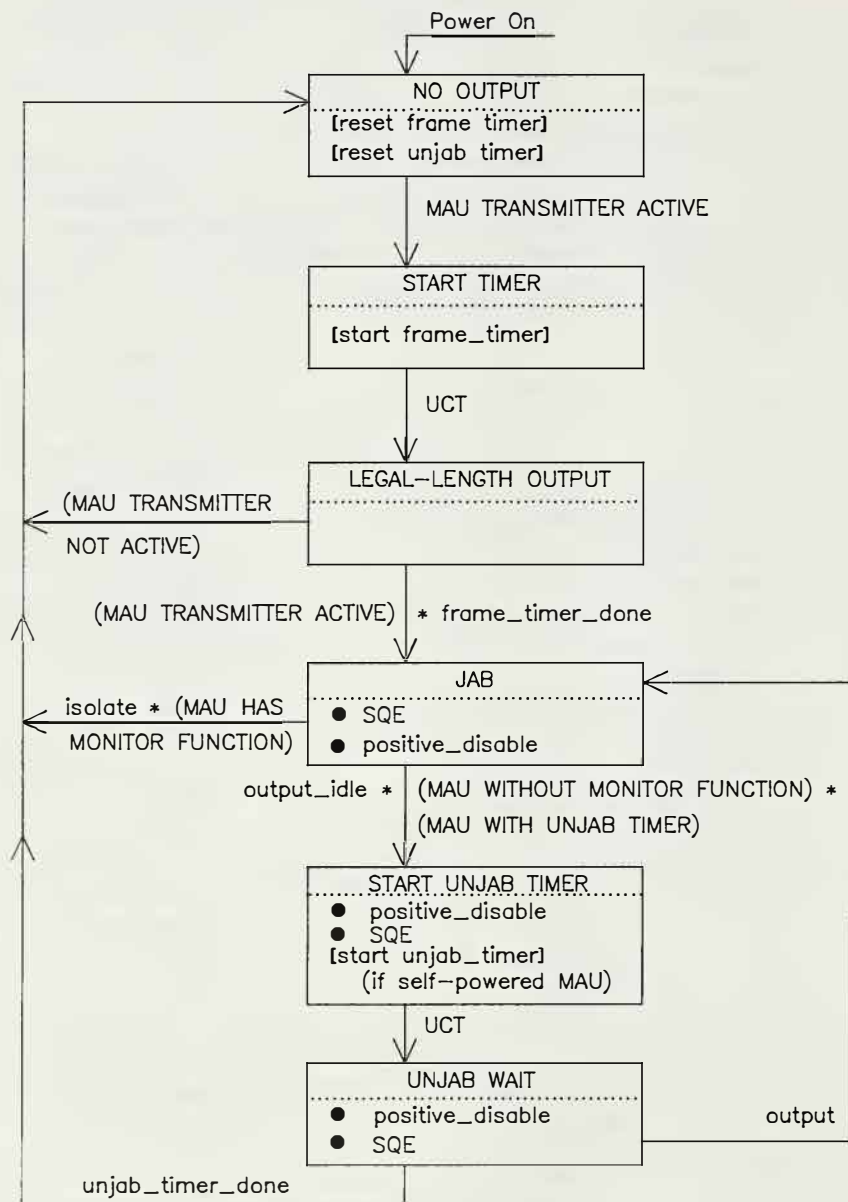 Power On
NO OUTPUT
[reset frame timer]
[reset unjab timer]
MAU TRANSMITTER ACTIVE
START TIMER
[start frame_timer]
UCT
LEGAL-LENGTH OUTPUT
(MAU TRANSMITTER
NOT ACTIVE)
(MAU TRANSMITTER ACTIVE) * frame_timer_done
JAB
● SQE
● positive_disable
isolate * (MAU HAS
MONITOR FUNCTION)
output_idle * (MAU WITHOUT MONITOR FUNCTION) *
(MAU WITH UNJAB TIMER)
START UNJAB TIMER
● positive_disable
● SQE
[start unjab_timer]
(if self-powered MAU)
UCT
UNJAB WAIT
● positive_disable
● SQE
output
unjab_timer_done